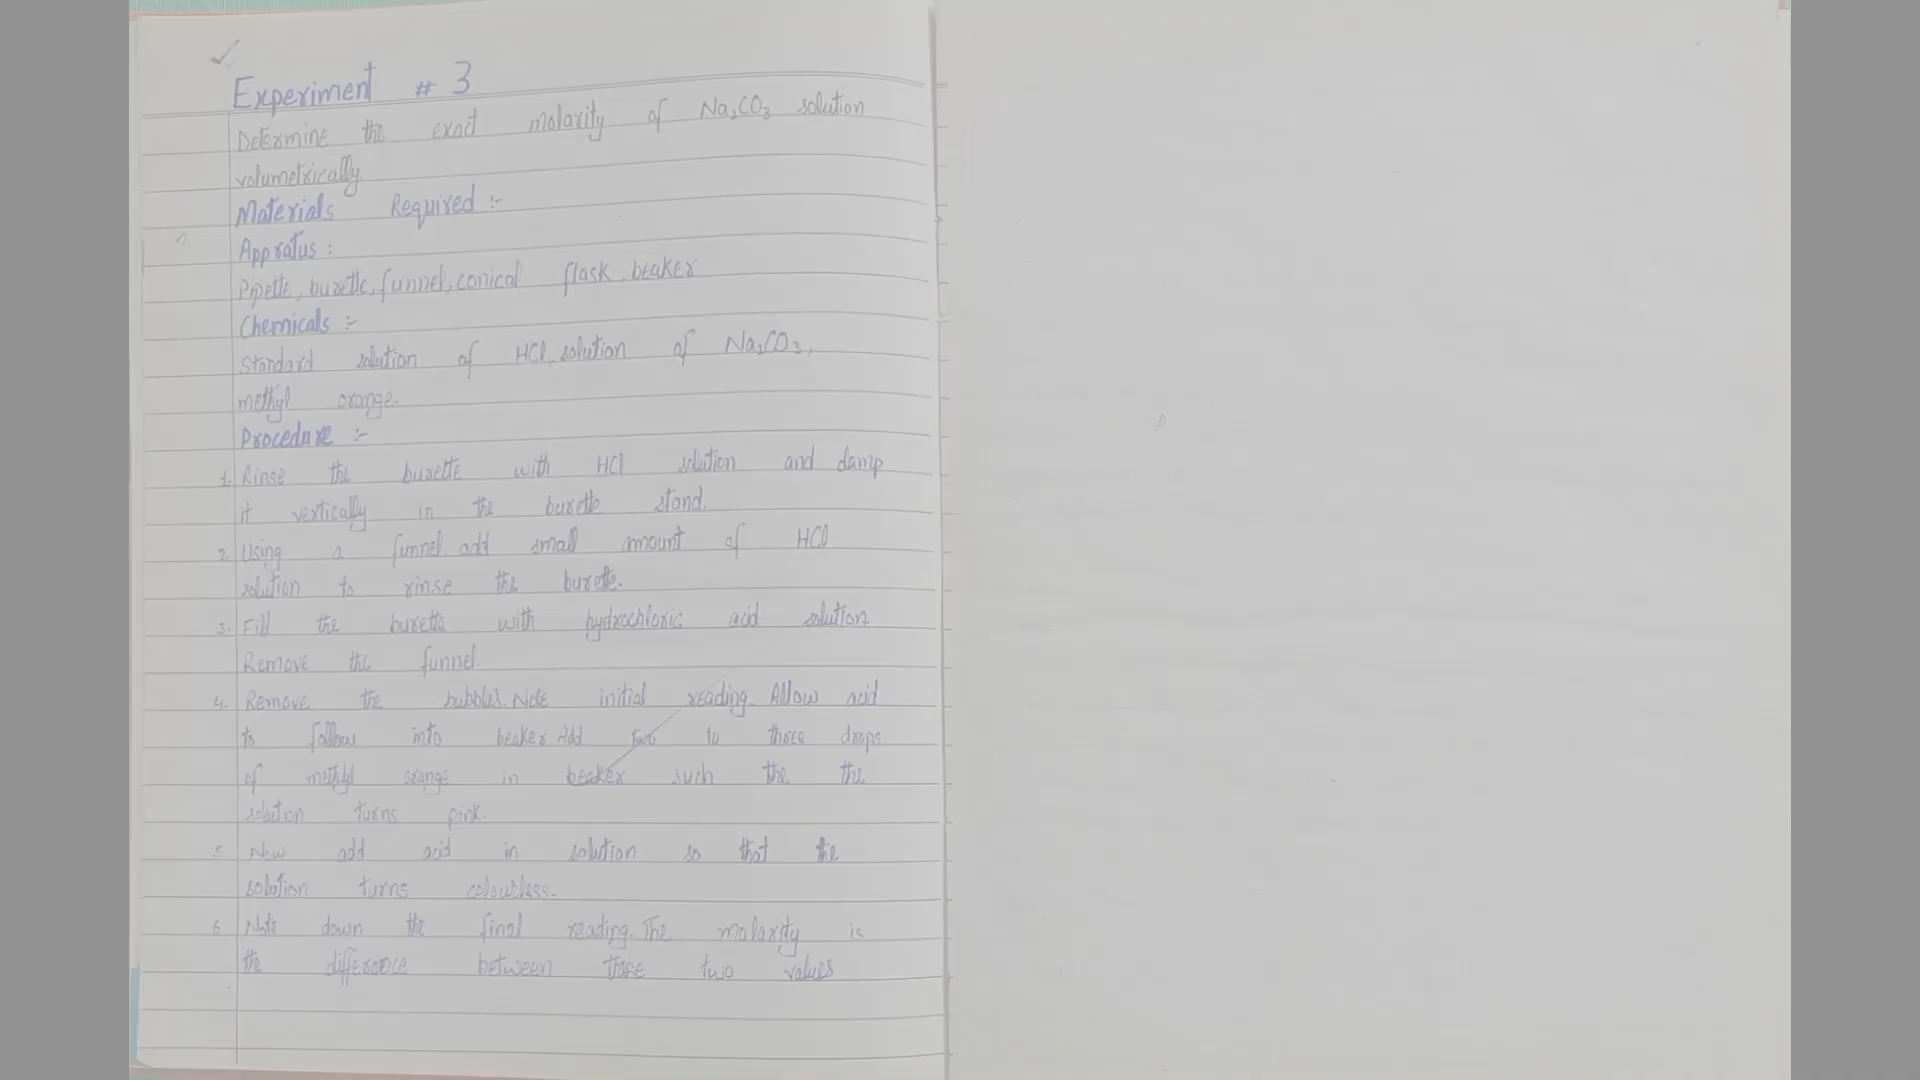 Experiment # 3
Determine the exact malarity of Na₂CO₃ solution
volumetrically.
Materials Required :-
Appratus :
Pipette, burette, funnel, conical flask, beaker
Chemicals :-
Standard solution of HCl, solution of Na₂CO₃,
methyl orange.
Procedure :-
1. Rinse the burette with HCl solution and damp
it vertically in the burette stand.
2. Using a funnel add small amount of HCl
solution to rinse the burette.
3. Fill the burette with hydrochloric acid solution.
Remove the funnel.
4. Remove the bubbles. Note initial reading. Allow acid
to follow into beaker Add two to three drops
of methyl orange in beaker such the the
solution turns pink.
5. Now add acid in solution so that the
solution turns colourless.
6. Note down the final reading. The malarity is
the difference between these two values